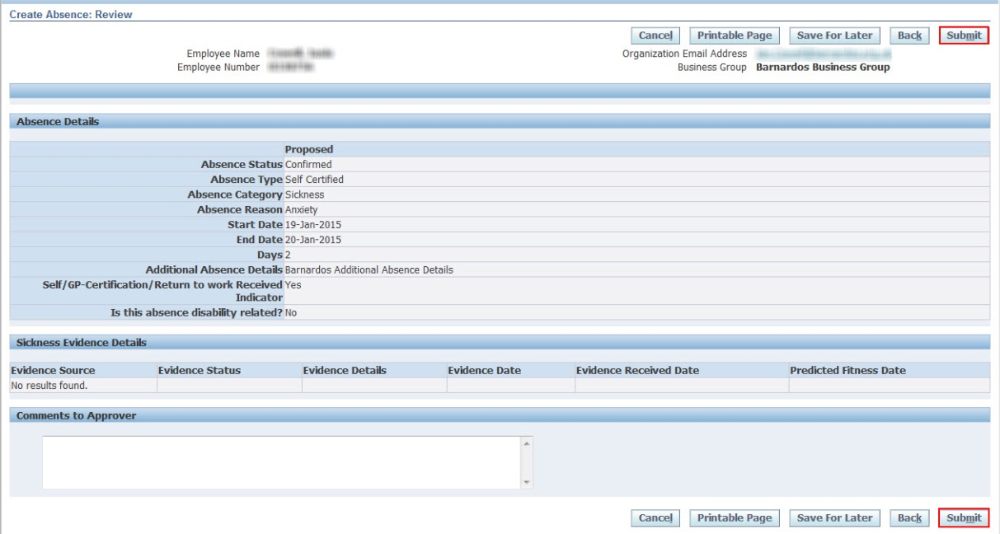 Create Absence: Review
Cancel Printable Page Save For Later Back Submit
Employee Name Organization Email Address
Employee Number Business Group Barnardos Business Group
Absence Details
Proposed
Absence Status Confirmed
Absence Type Self Certified
Absence Category Sickness
Absence Reason Anxiety
Start Date 19-Jan-2015
End Date 20-Jan-2015
Days 2
Additional Absence Details Barnardos Additional Absence Details
Self/GP-Certification/Return to work Received Yes
Indicator
Is this absence disability related? No
Sickness Evidence Details
Evidence Source Evidence Status Evidence Details Evidence Date Evidence Received Date Predicted Fitness Date
No results found.
Comments to Approver
Cancel Printable Page Save For Later Back Submit